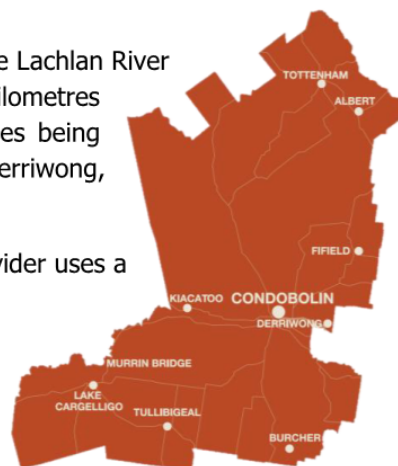 e Lachlan River
ilometres
es being
erriwong,
vider uses a
TOTTENHAM
ALBERT
FIFIELD
KIACATOO
CONDOBOLIN
DERRIWONG
MURRIN BRIDGE
LAKE
CARGELLIGO
TULLIBIGEAL
BURCHER